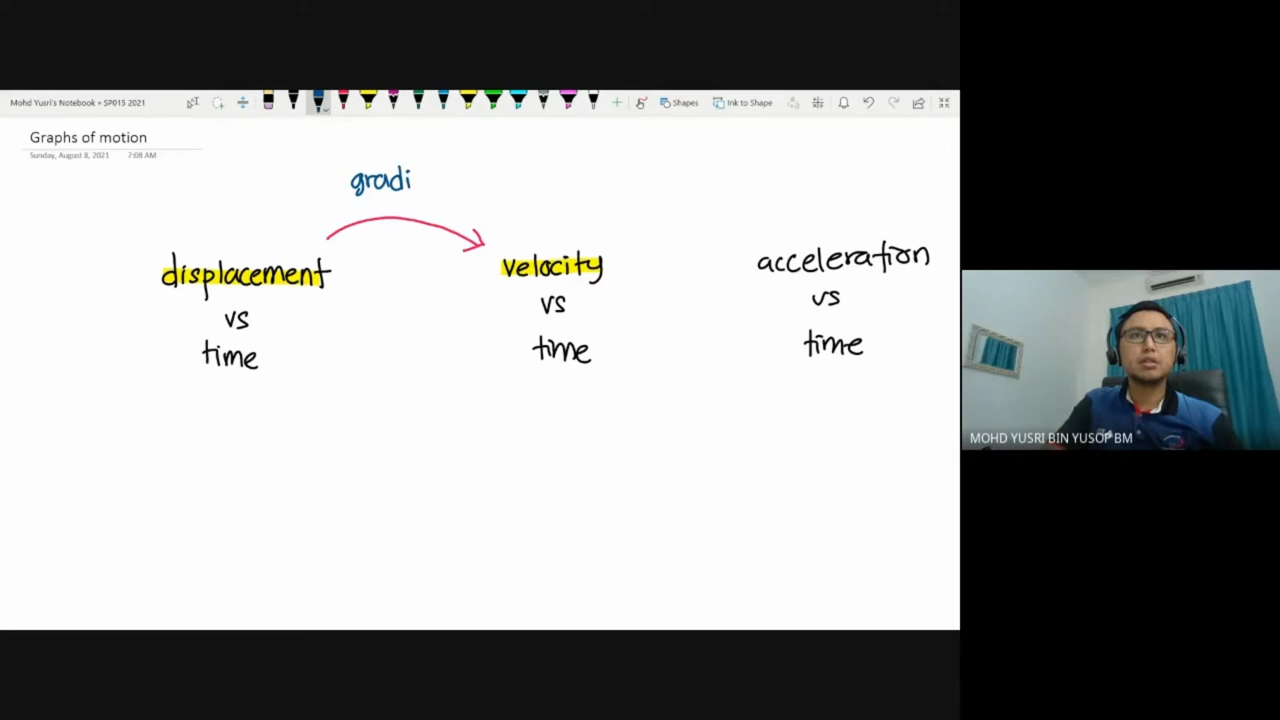 Mohd Yusri's Notebook » SP015 2021
Shapes
Ink to Shape
Graphs of motion
Sunday, August 8, 2021 7:08 AM
gradi
displacement
vs
time
velocity
vs
time
acceleration
vs
time
MOHD YUSRI BIN YUSOP BM